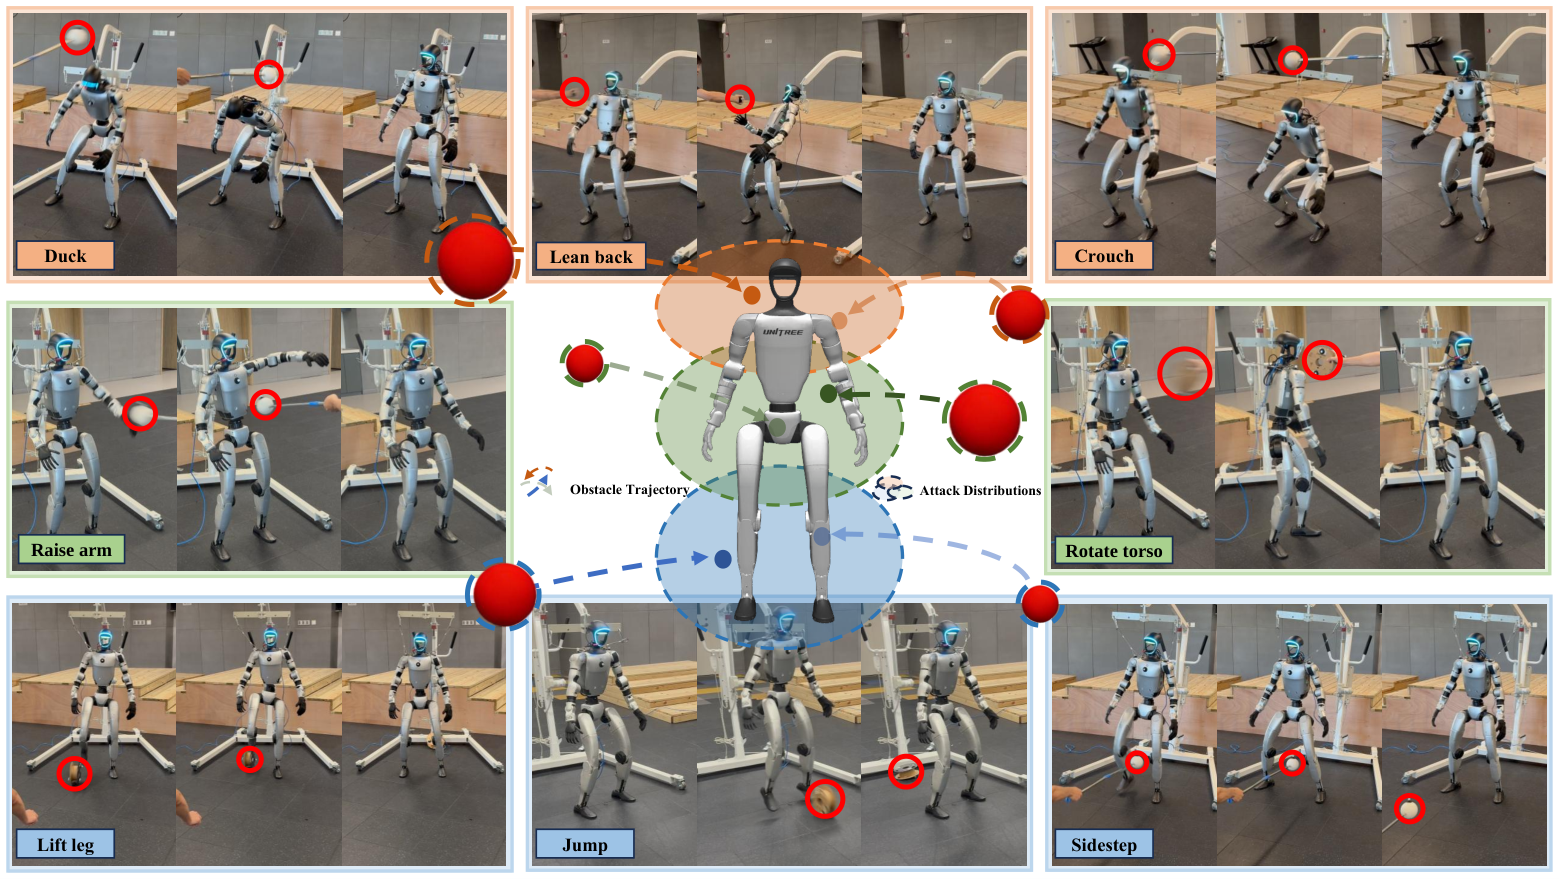 Duck
Lean back
Crouch
UNITREE
Raise arm
Obstacle Trajectory
Attack Distributions
Rotate torso
Lift leg
Jump
Sidestep